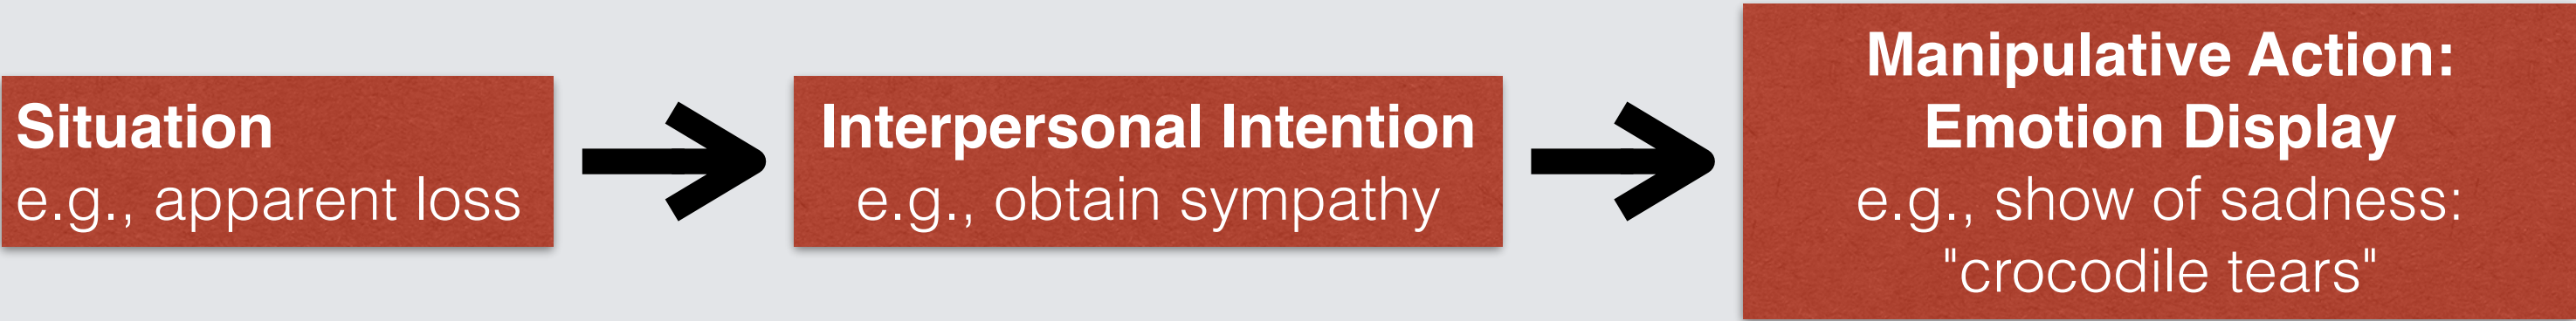 Situation
e.g., apparent loss
Interpersonal Intention
e.g., obtain sympathy
Manipulative Action:
Emotion Display
e.g., show of sadness:
"crocodile tears"